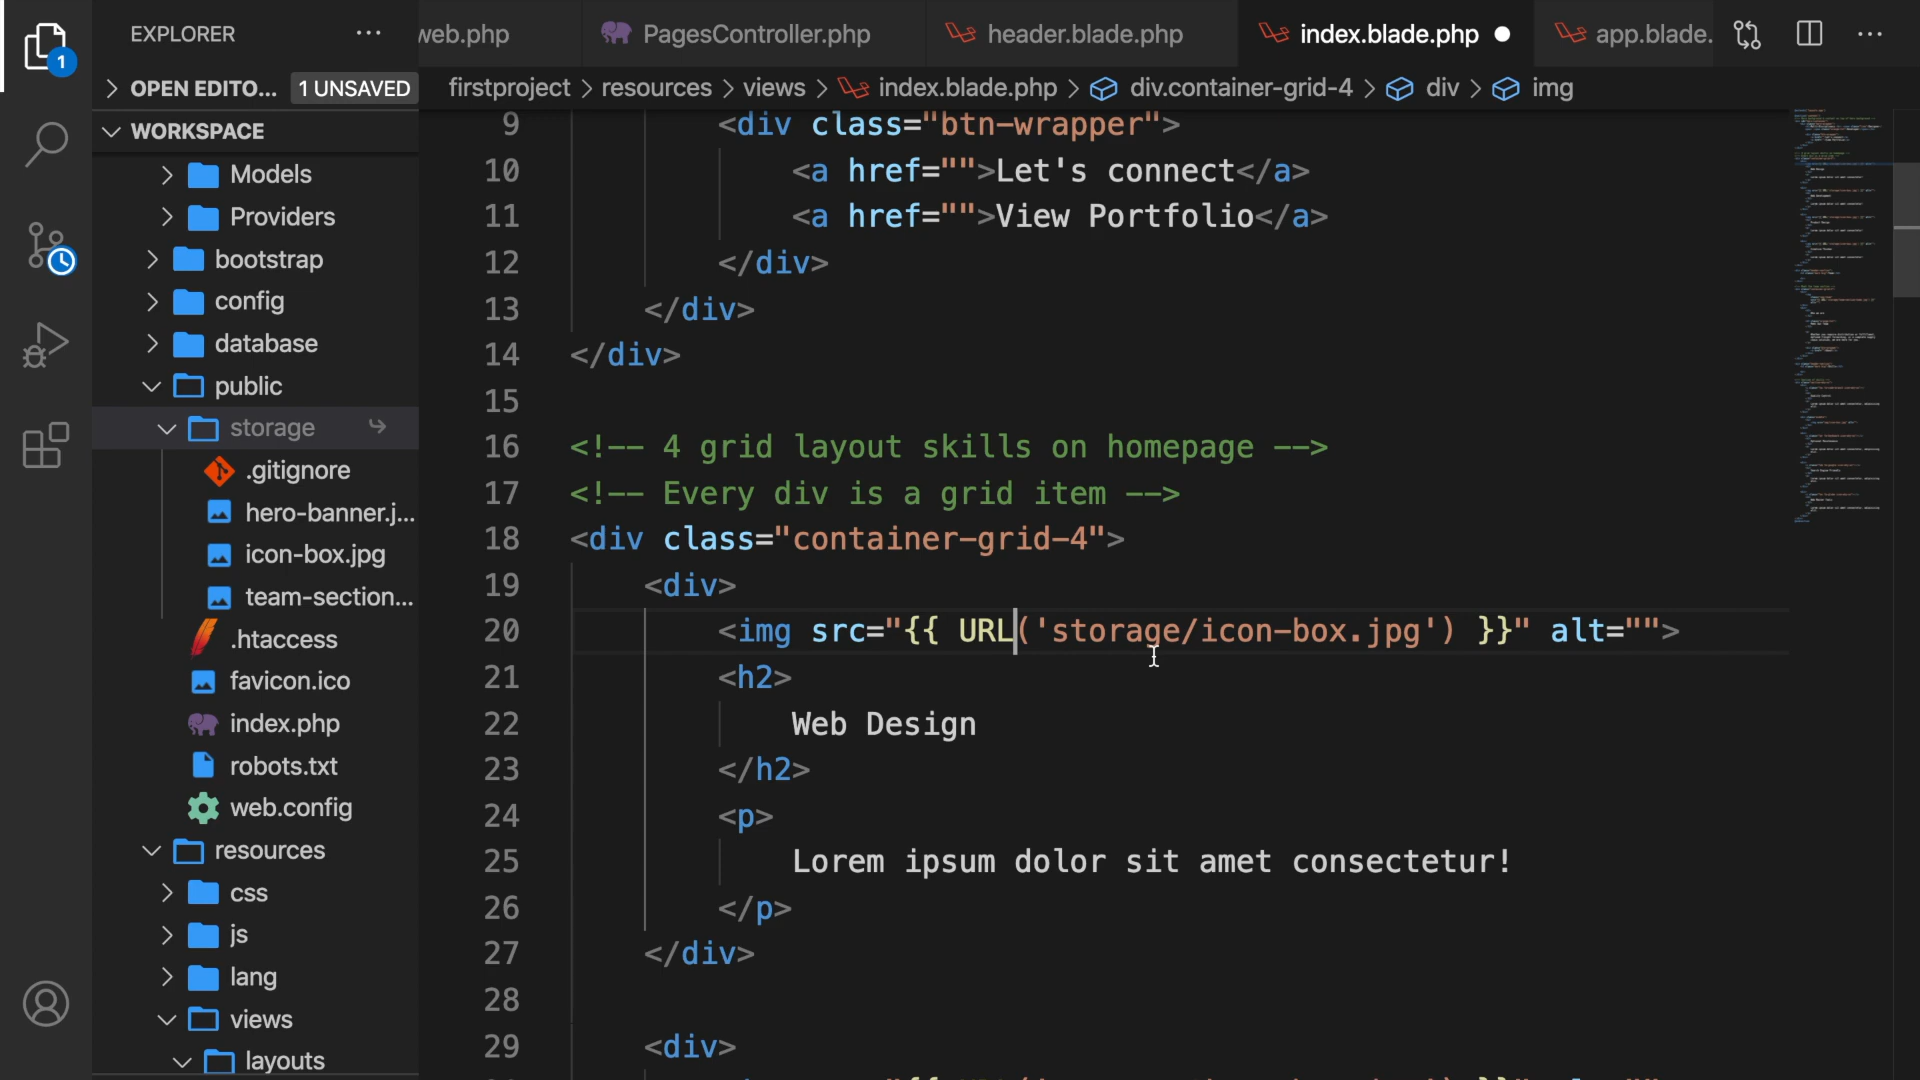 EXPLORER
web.php
PagesController.php
header.blade.php
index.blade.php
app.blade.
1
OPEN EDITO...
1 UNSAVED
firstproject > resources > views > index.blade.php > div.container-grid-4 > div > img
WORKSPACE
Models
Providers
bootstrap
config
database
public
storage
.gitignore
hero-banner.j...
icon-box.jpg
team-section...
.htaccess
favicon.ico
index.php
robots.txt
web.config
resources
css
js
lang
views
layouts
9 <div class="btn-wrapper">
10 <a href="">Let's connect</a>
11 <a href="">View Portfolio</a>
12 </div>
13 </div>
14 </div>
15
16 <!-- 4 grid layout skills on homepage -->
17 <!-- Every div is a grid item -->
18 <div class="container-grid-4">
19 <div>
20 <img src="{{ URL('storage/icon-box.jpg') }}" alt="">
21 <h2>
22 Web Design
23 </h2>
24 <p>
25 Lorem ipsum dolor sit amet consectetur!
26 </p>
27 </div>
28
29 <div>